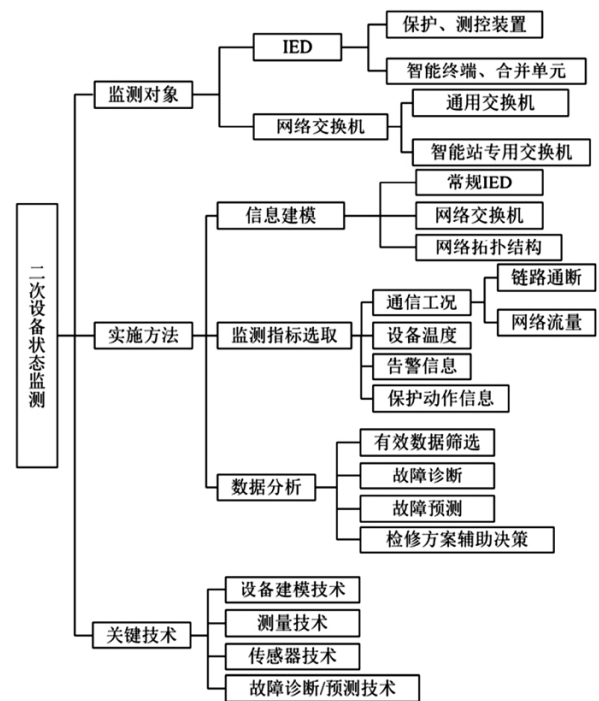 二次设备状态监测
监测对象
IED
保护、测控装置
智能终端、合并单元
网络交换机
通用交换机
智能站专用交换机
实施方法
信息建模
常规IED
网络交换机
网络拓扑结构
监测指标选取
通信工况
链路通断
网络流量
设备温度
告警信息
保护动作信息
数据分析
有效数据筛选
故障诊断
故障预测
检修方案辅助决策
关键技术
设备建模技术
测量技术
传感器技术
故障诊断/预测技术